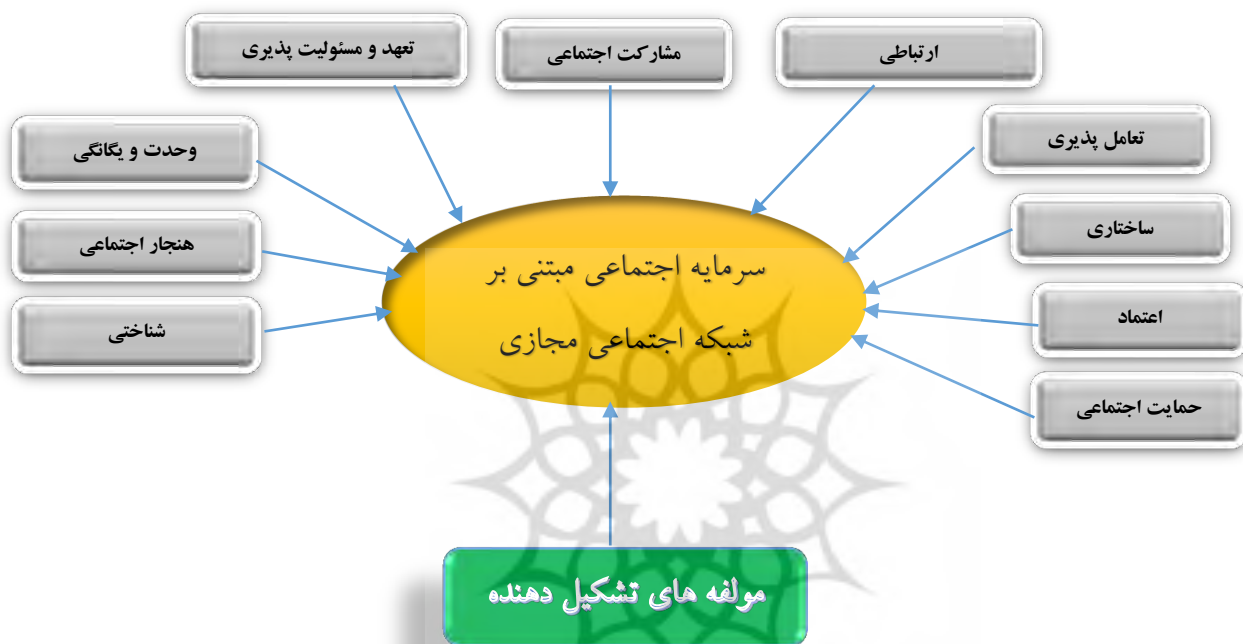 ارتباطی
مشارکت اجتماعی
تعهد و مسئولیت پذیری
تعامل پذیری
وحدت و یگانگی
ساختاری
هنجار اجتماعی
اعتماد
شناختی
حمایت اجتماعی
سرمایه اجتماعی مبتنی بر
شبکه اجتماعی مجازی
مولفه های تشکیل دهنده